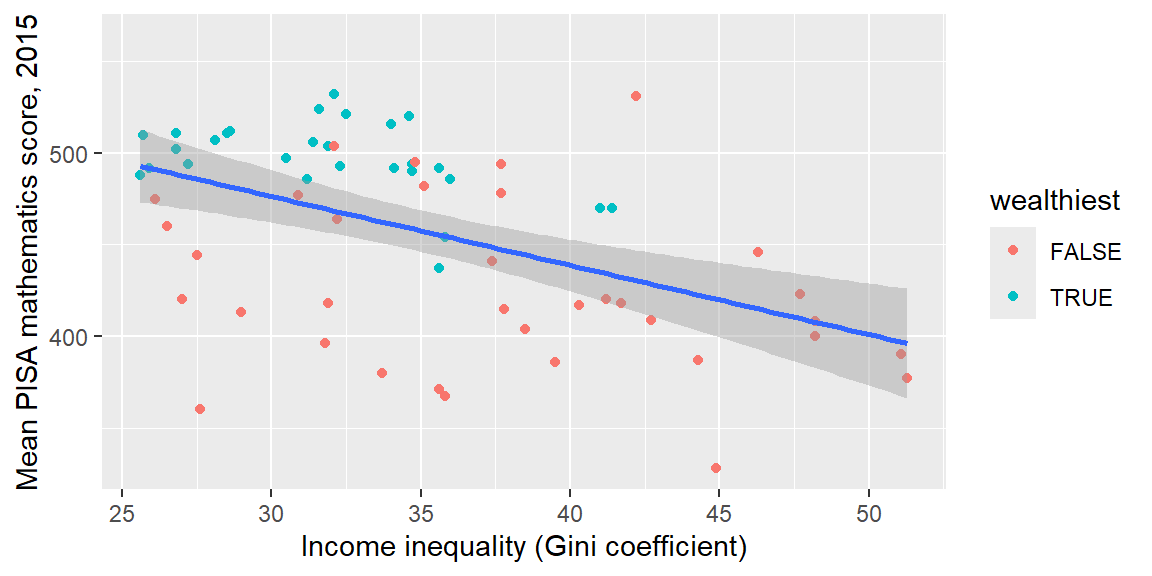 Mean PISA mathematics score, 2015
500
400
25 30 35 40 45 50
Income inequality (Gini coefficient)
wealthiest
FALSE
TRUE